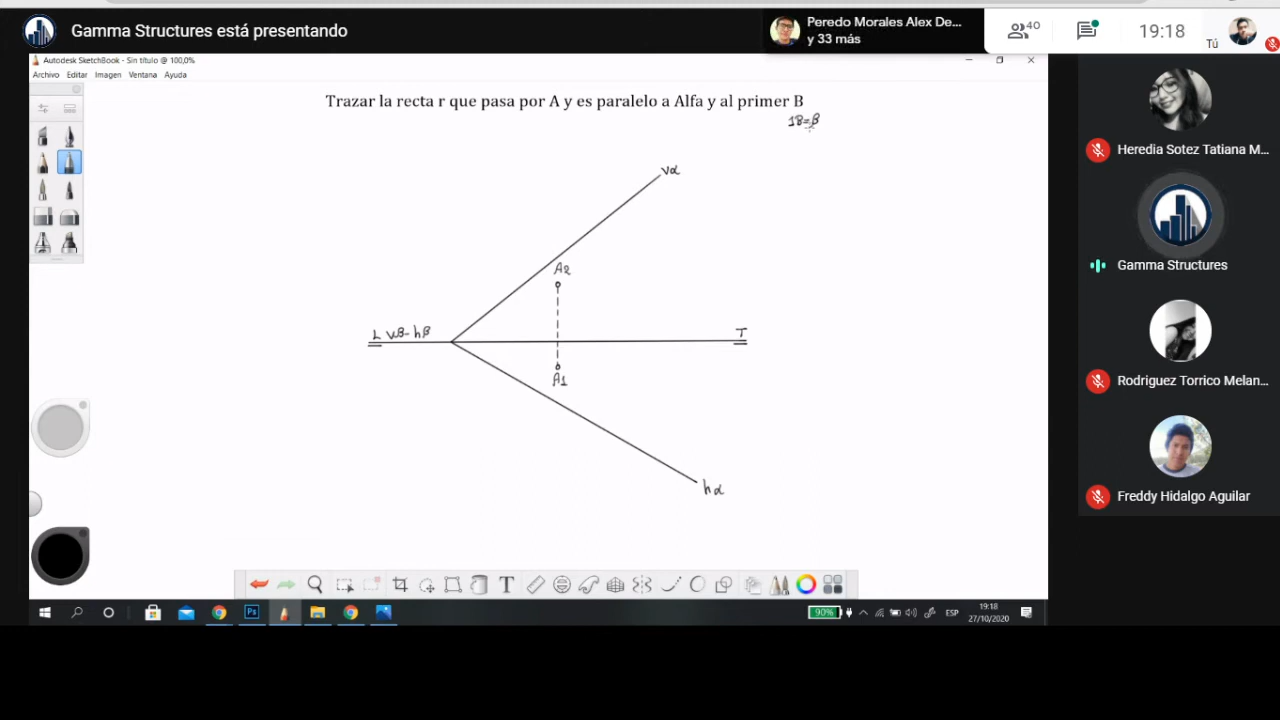 Gamma Structures está presentando
Peredo Morales Alex De...
y 33 más
40
19:18
Tú
Autodesk SketchBook - Sin título @ 100,0%
Archivo Editar Imagen Ventana Ayuda
Trazar la recta r que pasa por A y es paralelo a Alfa y al primer B
1B=β
vα
A2
L vβ-hβ
T
A1
hα
Heredia Sotez Tatiana M...
Gamma Structures
Rodriguez Torrico Melan...
Freddy Hidalgo Aguilar
T
Ps
90%
ESP
19:18
27/10/2020